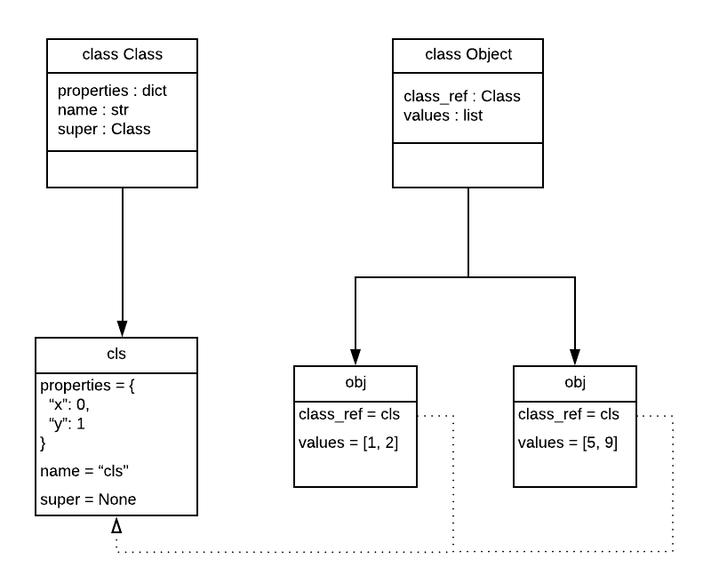 class Class
properties : dict
name : str
super : Class
class Object
class_ref : Class
values : list
cls
properties = {
“x": 0,
“y": 1
}
name = “cls"
super = None
obj
class_ref = cls
values = [1, 2]
obj
class_ref = cls
values = [5, 9]